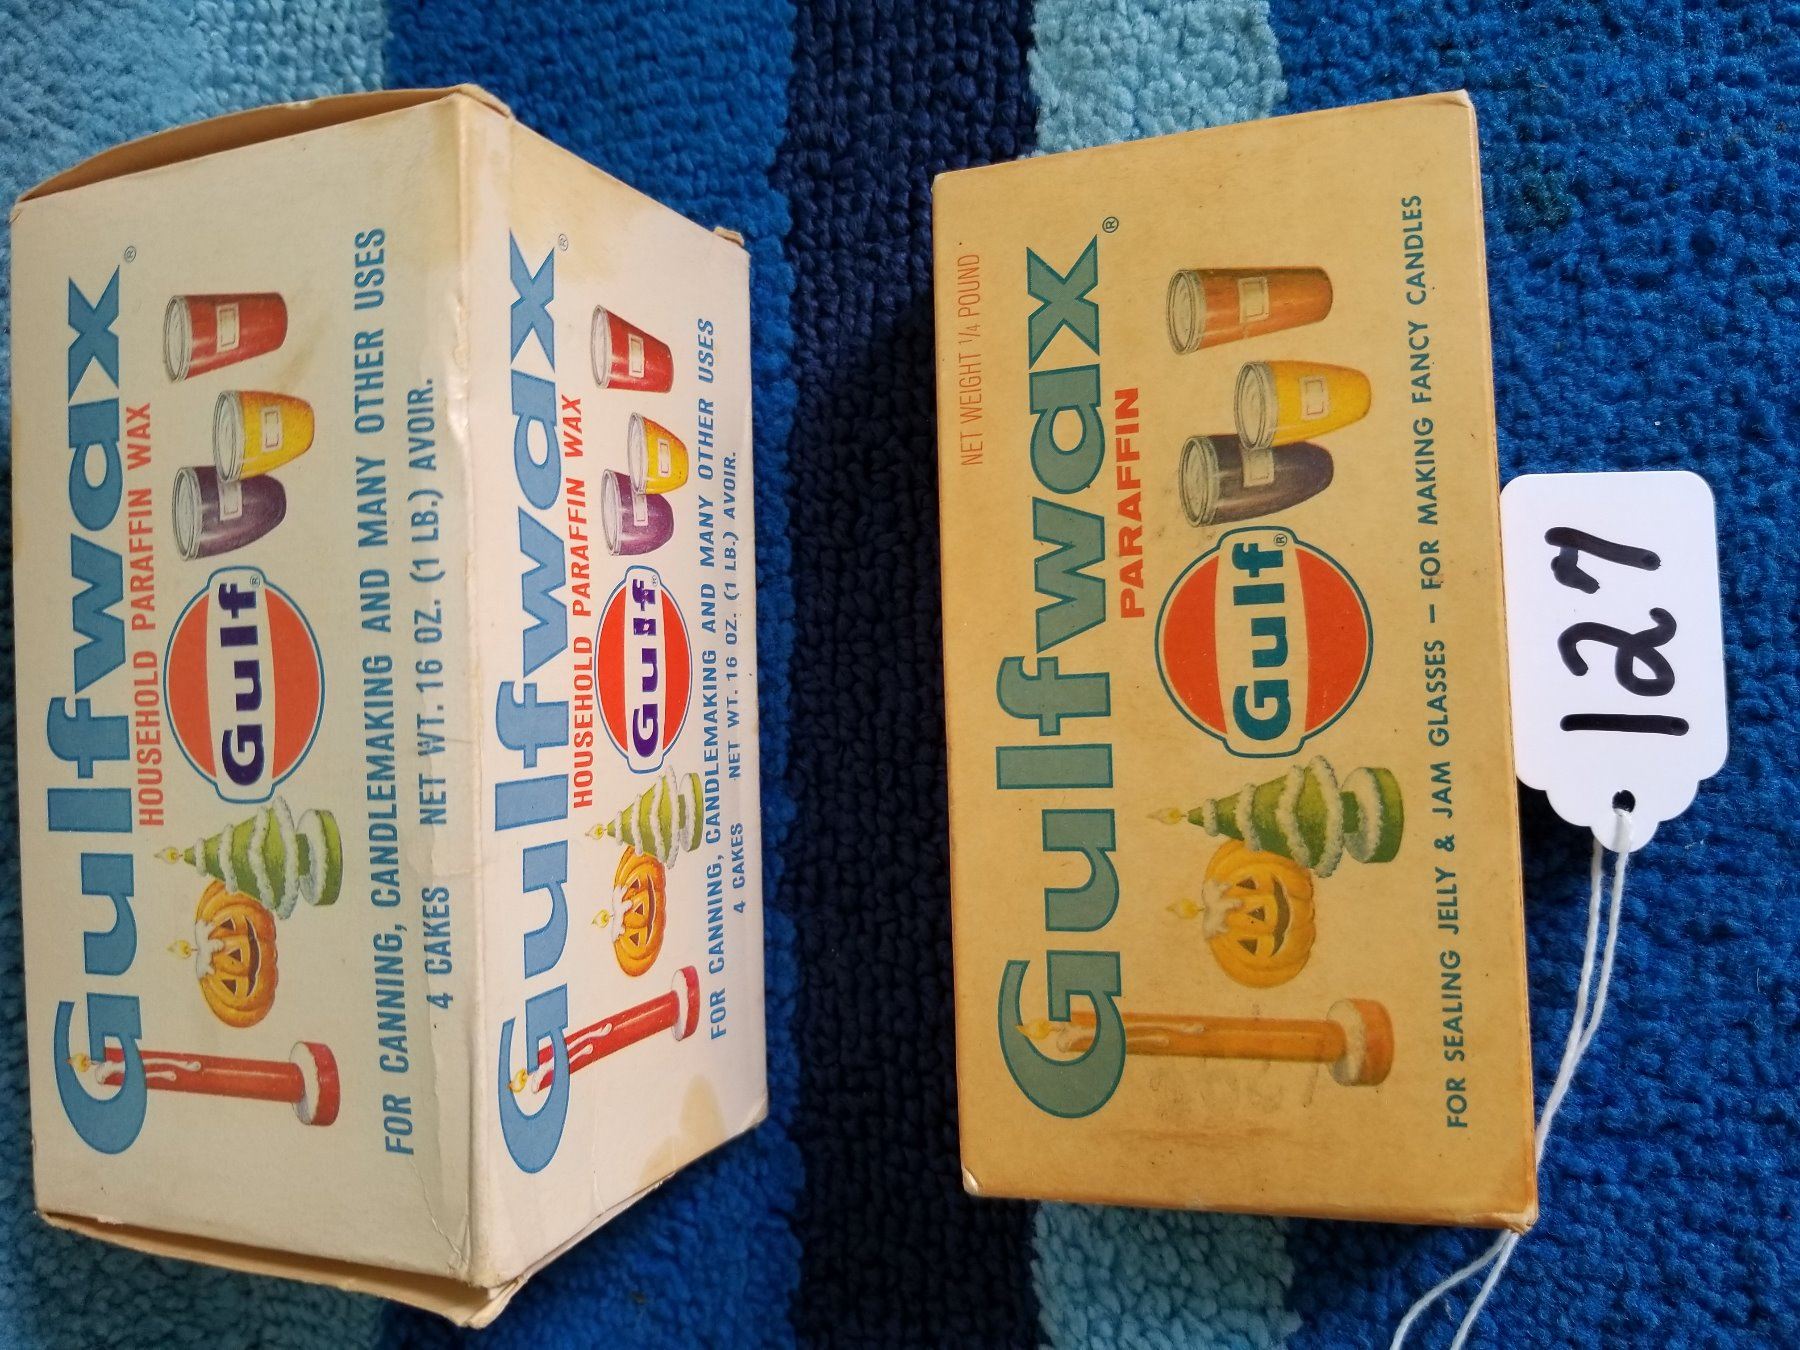 Gulfwax®
HOUSEHOLD PARAFFIN WAX
Gulf®
FOR CANNING, CANDLEMAKING AND MANY OTHER USES
4 CAKES NET WT. 16 OZ. (1 LB.) AVOIR.
Gulfwax®
HOUSEHOLD PARAFFIN WAX
Gulf®
FOR CANNING, CANDLEMAKING AND MANY OTHER USES
4 CAKES NET WT. 16 OZ. (1 LB.) AVOIR.
NET WEIGHT 1/4 POUND
Gulfwax®
PARAFFIN
Gulf®
FOR SEALING JELLY & JAM GLASSES – FOR MAKING FANCY CANDLES
127